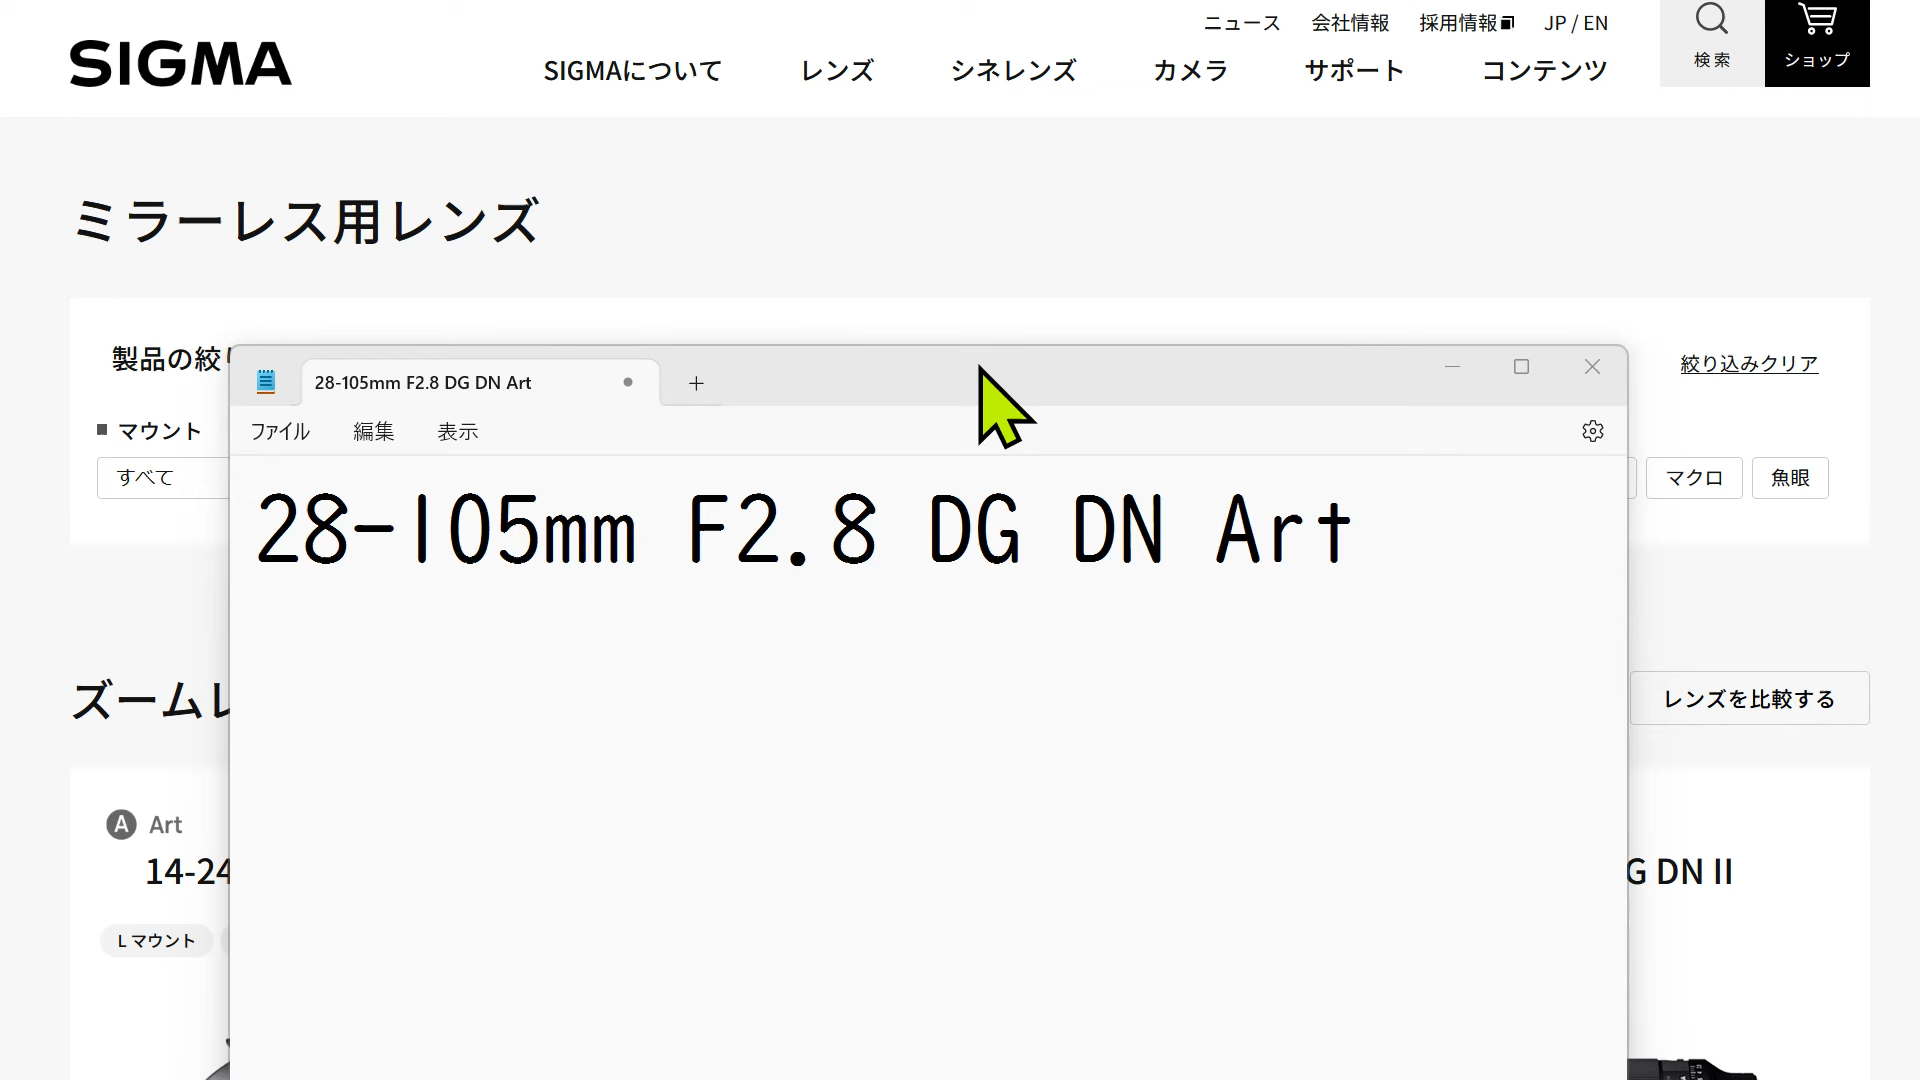 ニュース 会社情報 採用情報 JP / EN
SIGMA
SIGMAについて レンズ シネレンズ カメラ サポート コンテンツ
検索
ショップ
ミラーレス用レンズ
製品の絞り
絞り込みクリア
28-105mm F2.8 DG DN Art
ファイル 編集 表示
マウント
すべて
マクロ 魚眼
28-105mm F2.8 DG DN Art
ズームレ
レンズを比較する
A Art
14-24
G DN II
L マウント